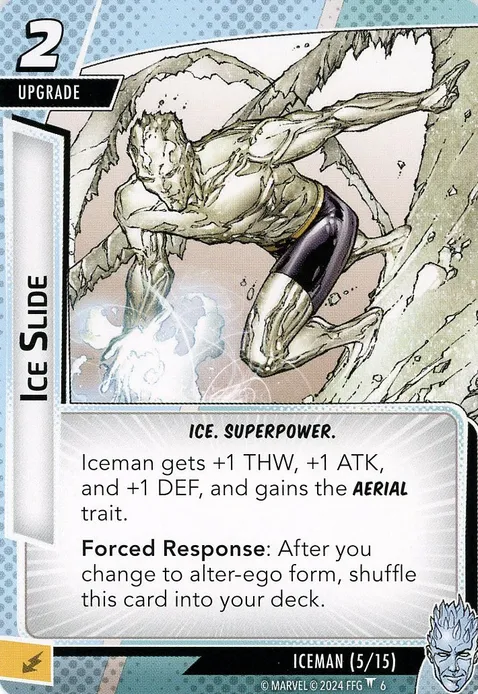 2
UPGRADE
ICE SLIDE
ICE. SUPERPOWER.
Iceman gets +1 THW, +1 ATK,
and +1 DEF, and gains the AERIAL
trait.
Forced Response: After you
change to alter-ego form, shuffle
this card into your deck.
ICEMAN (5/15)
© MARVEL © 2024 FFG 6